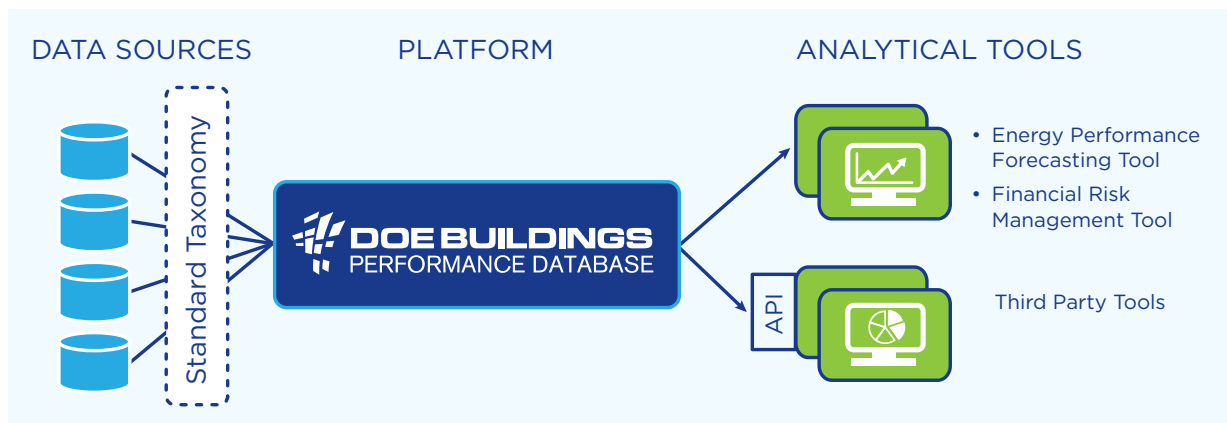 DATA SOURCES
PLATFORM
ANALYTICAL TOOLS
Standard Taxonomy
DOE BUILDINGS
PERFORMANCE DATABASE
• Energy Performance
Forecasting Tool
• Financial Risk
Management Tool
API
Third Party Tools